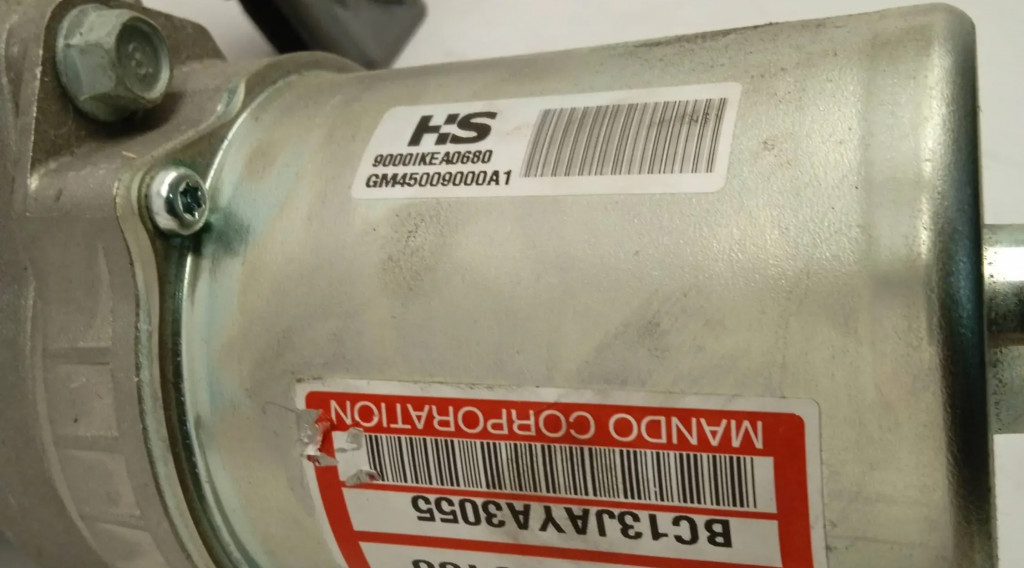 HS
9000IKEA0680
GM45009000A1
MANDO CORPORATION
BC13JAYA3055